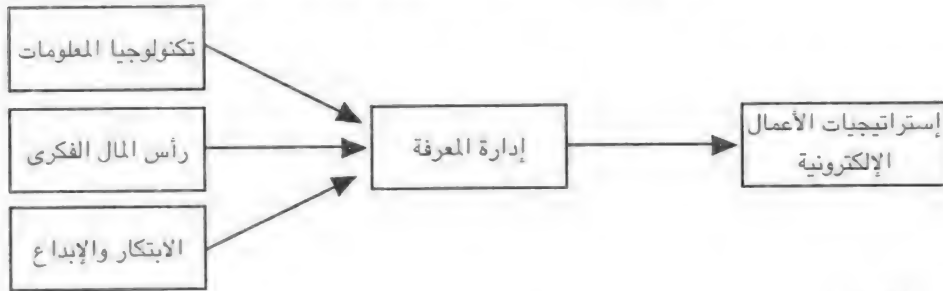 تكنولوجيا المعلومات
رأس المال الفكرى
الابتكار والإبداع
إدارة المعرفة
إستراتيجيات الأعمال
الإلكترونية